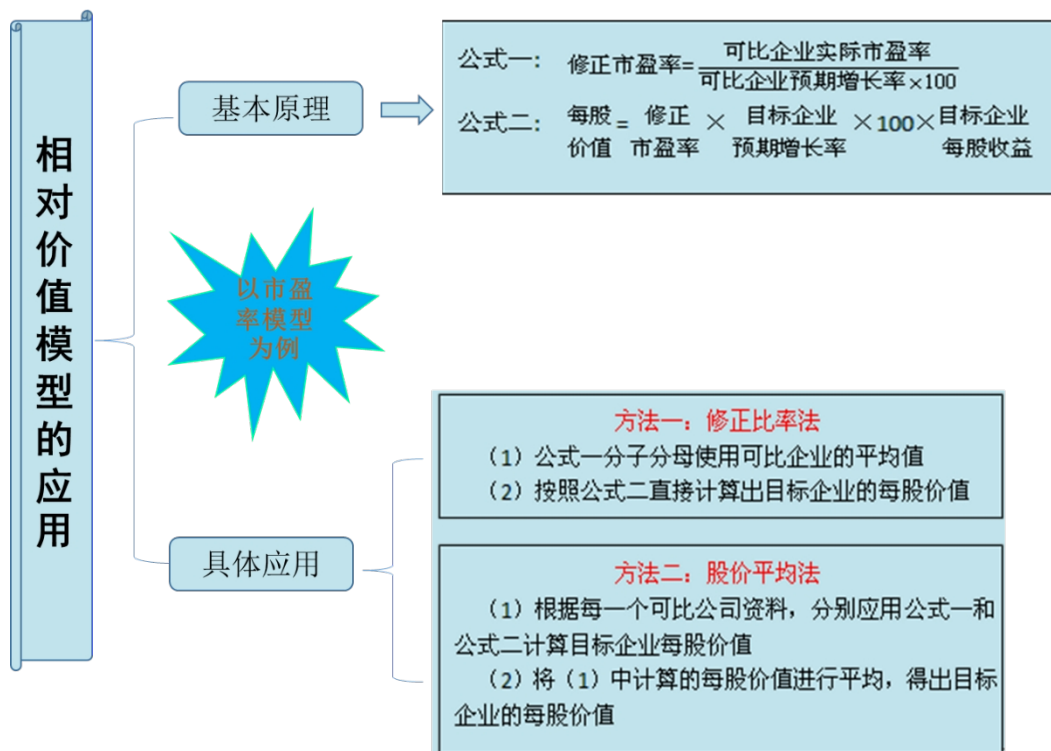 相对价值模型的应用
基本原理
公式一： 修正市盈率=可比企业实际市盈率/可比企业预期增长率×100
公式二： 每股价值=修正市盈率×目标企业预期增长率×100×目标企业每股收益
以市盈
率模型
为例
具体应用
方法一：修正比率法
（1）公式一分子分母使用可比企业的平均值
（2）按照公式二直接计算出目标企业的每股价值
方法二：股价平均法
（1）根据每一个可比公司资料，分别应用公式一和
公式二计算目标企业每股价值
（2）将（1）中计算的每股价值进行平均，得出目标
企业的每股价值